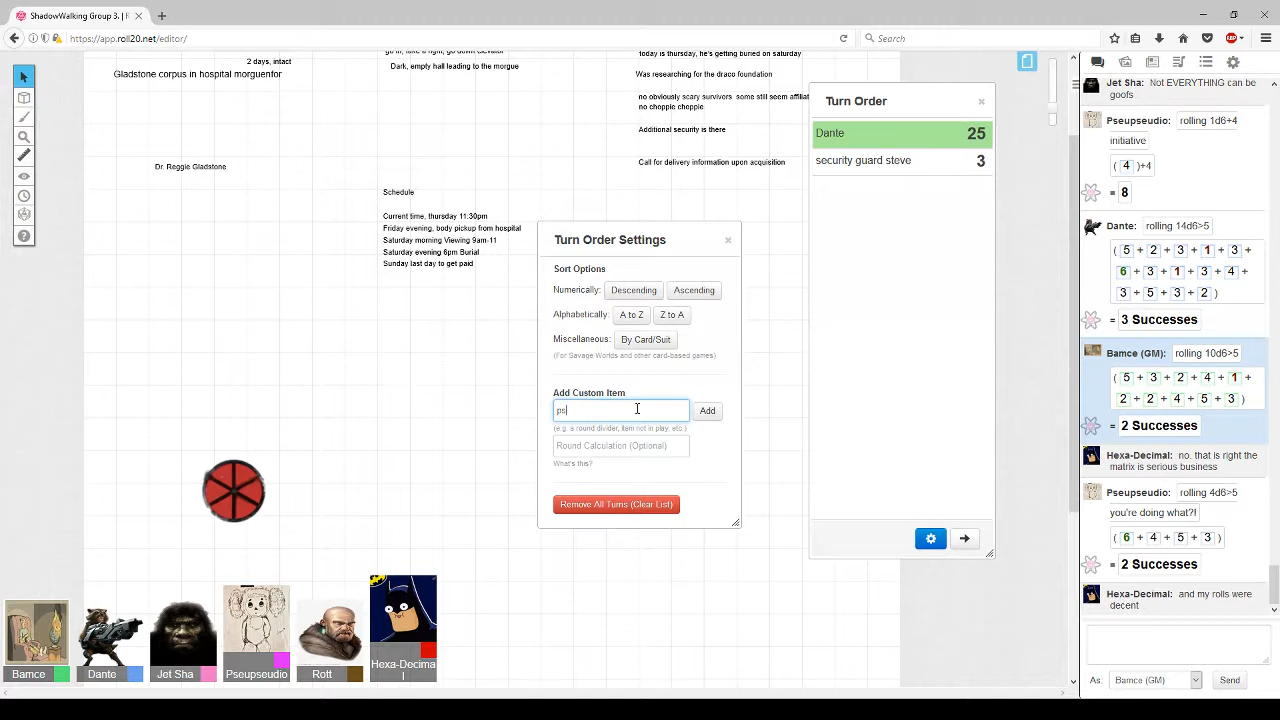 ShadowWalking Group 3. |
https://app.roll20.net/editor/
Search
go in, take a right, go down elevator
2 days, intact
Gladstone corpus in hospital morguenfor
Dark, empty hall leading to the morgue
today is thursday, he's getting buried on saturday
Was researching for the draco foundation
no obviously scary survivors some still seem affiliat
no choppie choppie
Additional security is there
Call for delivery information upon acquisition
Dr. Reggie Gladstone
Schedule
Current time, thursday 11:30pm
Friday evening, body pickup from hospital
Saturday morning Viewing 9am-11
Saturday evening 6pm Burial
Sunday last day to get paid
Turn Order
Dante 25
security guard steve 3
Turn Order Settings
Sort Options
Numerically: Descending Ascending
Alphabetically: A to Z Z to A
Miscellaneous: By Card/Suit
(For Savage Worlds and other card-based games)
Add Custom Item
ps
Add
(e.g. a round divider, item not in play, etc.)
Round Calculation (Optional)
What's this?
Remove All Turns (Clear List)
Bamce
Dante
Jet Sha
Pseupseudio
Rott
Hexa-Decima
l
Jet Sha: Not EVERYTHING can be
goofs
Pseupseudio: rolling 1d6+4
initiative
( 4 )+4
= 8
Dante: rolling 14d6>5
( 5 + 2 + 3 + 1 + 3 +
6 + 3 + 1 + 3 + 4 +
3 + 5 + 3 + 2 )
= 3 Successes
Bamce (GM): rolling 10d6>5
( 5 + 3 + 2 + 4 + 1 +
2 + 2 + 4 + 5 + 3 )
= 2 Successes
Hexa-Decimal: no. that is right the
matrix is serious business
Pseupseudio: rolling 4d6>5
you're doing what?!
( 6 + 4 + 5 + 3 )
= 2 Successes
Hexa-Decimal: and my rolls were
decent
As: Bamce (GM) Send